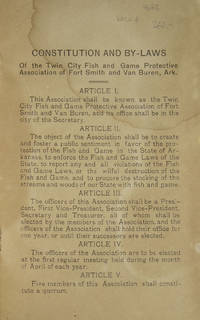 CONSTITUTION AND BY-LAWS
Of the Twin City Fish and Game Protective
Association of Fort Smith and Van Buren, Ark.
ARTICLE I.
This Association shall be known as the Twin
City Fish and Game Protective Association of Fort
Smith and Van Buren, and its office shall be in the
city of the Secretary.
ARTICLE II.
The object of the Association shall be to create
and foster a public sentiment in favor of the pro-
tection of the Fish and Game in the State of Ar-
kansas, to enforce the Fish and Game Laws of the
State, to report any and all violations of the Fish
and Game Laws, or the wilful destruction of the
Fish and Game, and to procure the stocking of the
streams and woods of our State with fish and game.
ARTICLE III.
The officers of this Association shall be a Pres-
ident, First Vice-President, Second Vice-President,
Secretary and Treasurer, all of whom shall be
elected by the members of the Association, and the
officers of the Association shall hold their office for
one year, or until their successors are elected.
ARTICLE IV.
The officers of the Association are to be elected
at the first regular meeting held during the month
of April of each year.
ARTICLE V.
Five members of this Association shall consti-
tute a quorum.